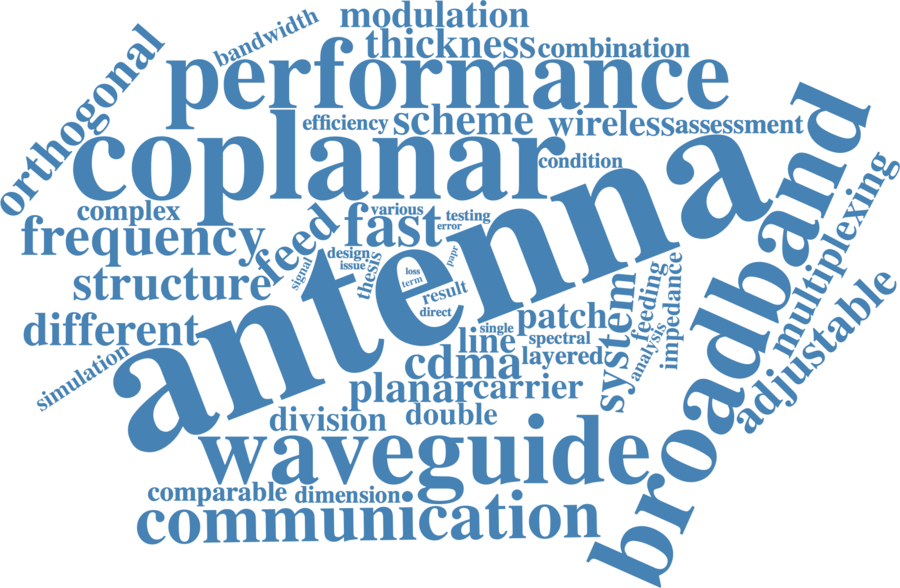 modulation
bandwidth
thickness
combination
orthogonal
performance
efficiency
scheme
wireless
assessment
coplanar
condition
broadband
complex
various
testing
error
fast
feed
frequency
multiplexing
antenna
design
issue
signal
thesis
papr
loss
term
result
direct
structure
system
feeding
impedance
analysis
adjustable
different
patch
single
line
spectral
layered
cdma
simulation
planar
carrier
division
double
waveguide
comparable
dimension
communication